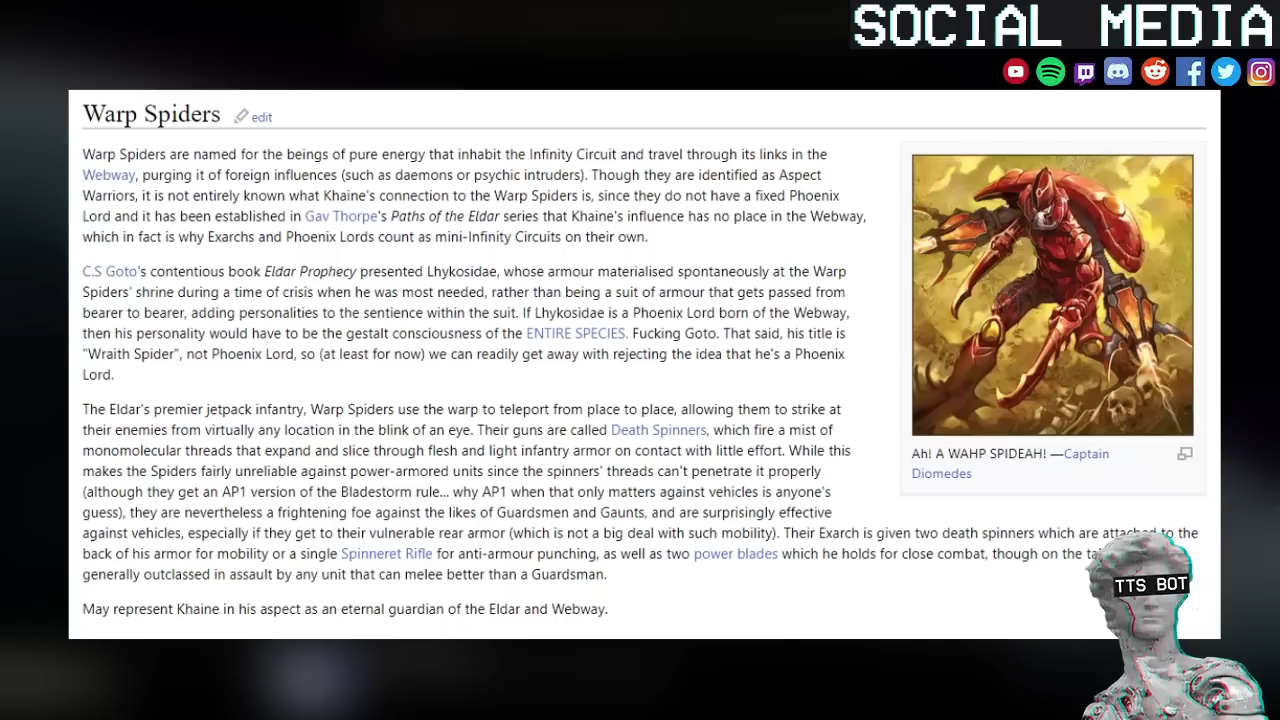 SOCIAL MEDIA
Warp Spiders edit
Warp Spiders are named for the beings of pure energy that inhabit the Infinity Circuit and travel through its links in the
Webway, purging it of foreign influences (such as daemons or psychic intruders). Though they are identified as Aspect
Warriors, it is not entirely known what Khaine's connection to the Warp Spiders is, since they do not have a fixed Phoenix
Lord and it has been established in Gav Thorpe's Paths of the Eldar series that Khaine's influence has no place in the Webway,
which in fact is why Exarchs and Phoenix Lords count as mini-Infinity Circuits on their own.
C.S Goto's contentious book Eldar Prophecy presented Lhykosidae, whose armour materialised spontaneously at the Warp
Spiders' shrine during a time of crisis when he was most needed, rather than being a suit of armour that gets passed from
bearer to bearer, adding personalities to the sentience within the suit. If Lhykosidae is a Phoenix Lord born of the Webway,
then his personality would have to be the gestalt consciousness of the ENTIRE SPECIES. Fucking Goto. That said, his title is
"Wraith Spider", not Phoenix Lord, so (at least for now) we can readily get away with rejecting the idea that he's a Phoenix
Lord.
The Eldar's premier jetpack infantry, Warp Spiders use the warp to teleport from place to place, allowing them to strike at
their enemies from virtually any location in the blink of an eye. Their guns are called Death Spinners, which fire a mist of
monomolecular threads that expand and slice through flesh and light infantry armor on contact with little effort. While this
makes the Spiders fairly unreliable against power-armored units since the spinners' threads can't penetrate it properly
(although they get an AP1 version of the Bladestorm rule... why AP1 when that only matters against vehicles is anyone's
guess), they are nevertheless a frightening foe against the likes of Guardsmen and Gaunts, and are surprisingly effective
against vehicles, especially if they get to their vulnerable rear armor (which is not a big deal with such mobility). Their Exarch is given two death spinners which are attached to the
back of his armor for mobility or a single Spinneret Rifle for anti-armour punching, as well as two power blades which he holds for close combat, though on the
generally outclassed in assault by any unit that can melee better than a Guardsman.
May represent Khaine in his aspect as an eternal guardian of the Eldar and Webway.
Ah! A WAHP SPIDEAH! —Captain
Diomedes
TTS BOT